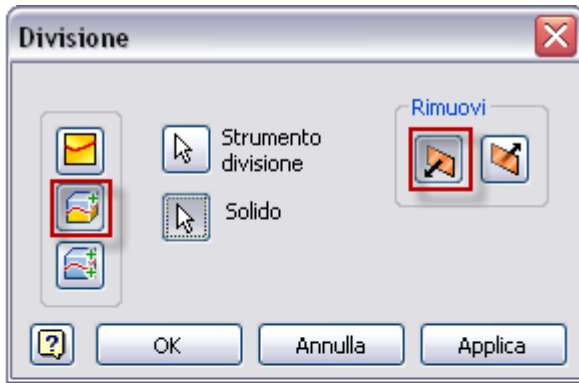 Divisione
Rimuovi
Strumento
divisione
Solido
?
OK
Annulla
Applica